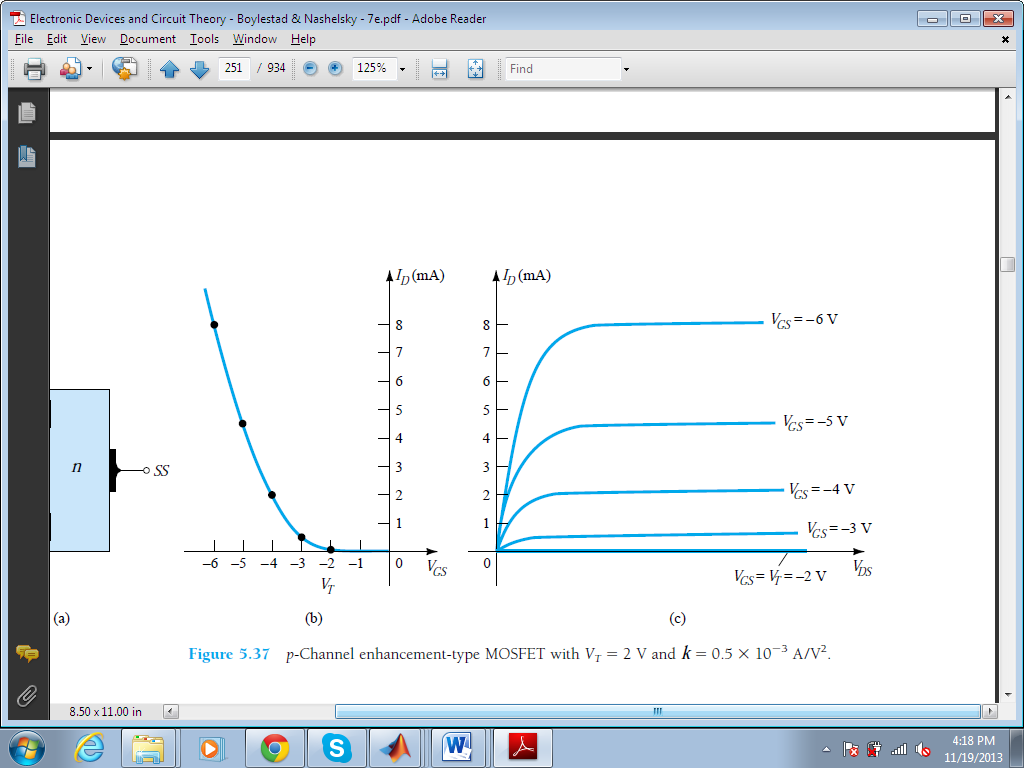 Electronic Devices and Circuit Theory - Boylestad & Nashelsky - 7e.pdf - Adobe Reader
File Edit View Document Tools Window Help
251 / 934 125% Find
I_D (mA) I_D (mA)
8 8
7 7
6 6
5 5
4 4
3 3
2 2
1 1
V_GS = –6 V
V_GS = –5 V
V_GS = –4 V
V_GS = –3 V
V_GS = V_T = –2 V
n SS
–6 –5 –4 –3 –2 –1 0 V_GS
V_T
0 V_DS
(a) (b) (c)
Figure 5.37 p-Channel enhancement-type MOSFET with V_T = 2 V and k = 0.5 × 10⁻³ A/V².
8.50 x 11.00 in
4:18 PM
11/19/2013